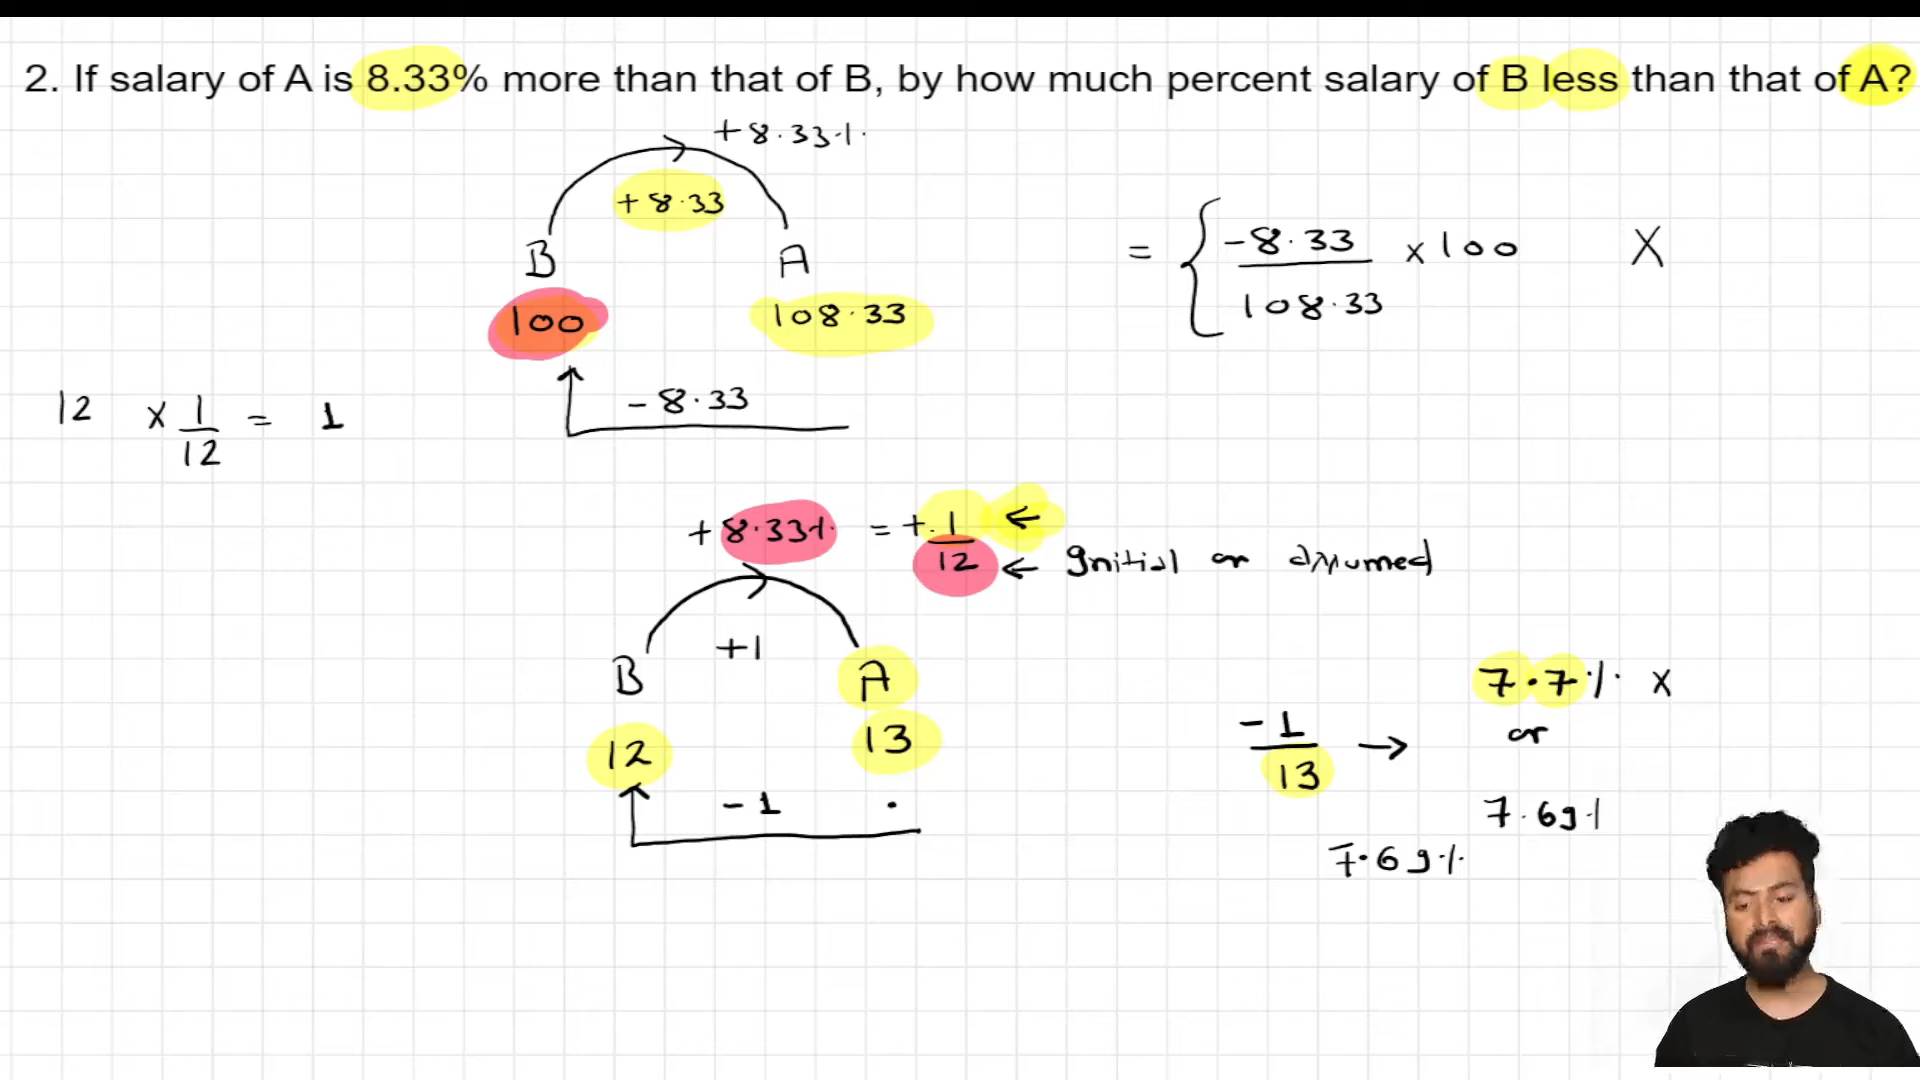 2. If salary of A is 8.33% more than that of B, by how much percent salary of B less than that of A?
+8.33%
+8.33
B A
100 108.33
-8.33
= { -8.33 / 108.33 × 100 X
12 × 1/12 = 1
+8.33% = +1/12 ←
← Initial or assumed
+1
B A
12 13
-1
-1/13 → 7.7% X
or
7.69%
7.69%